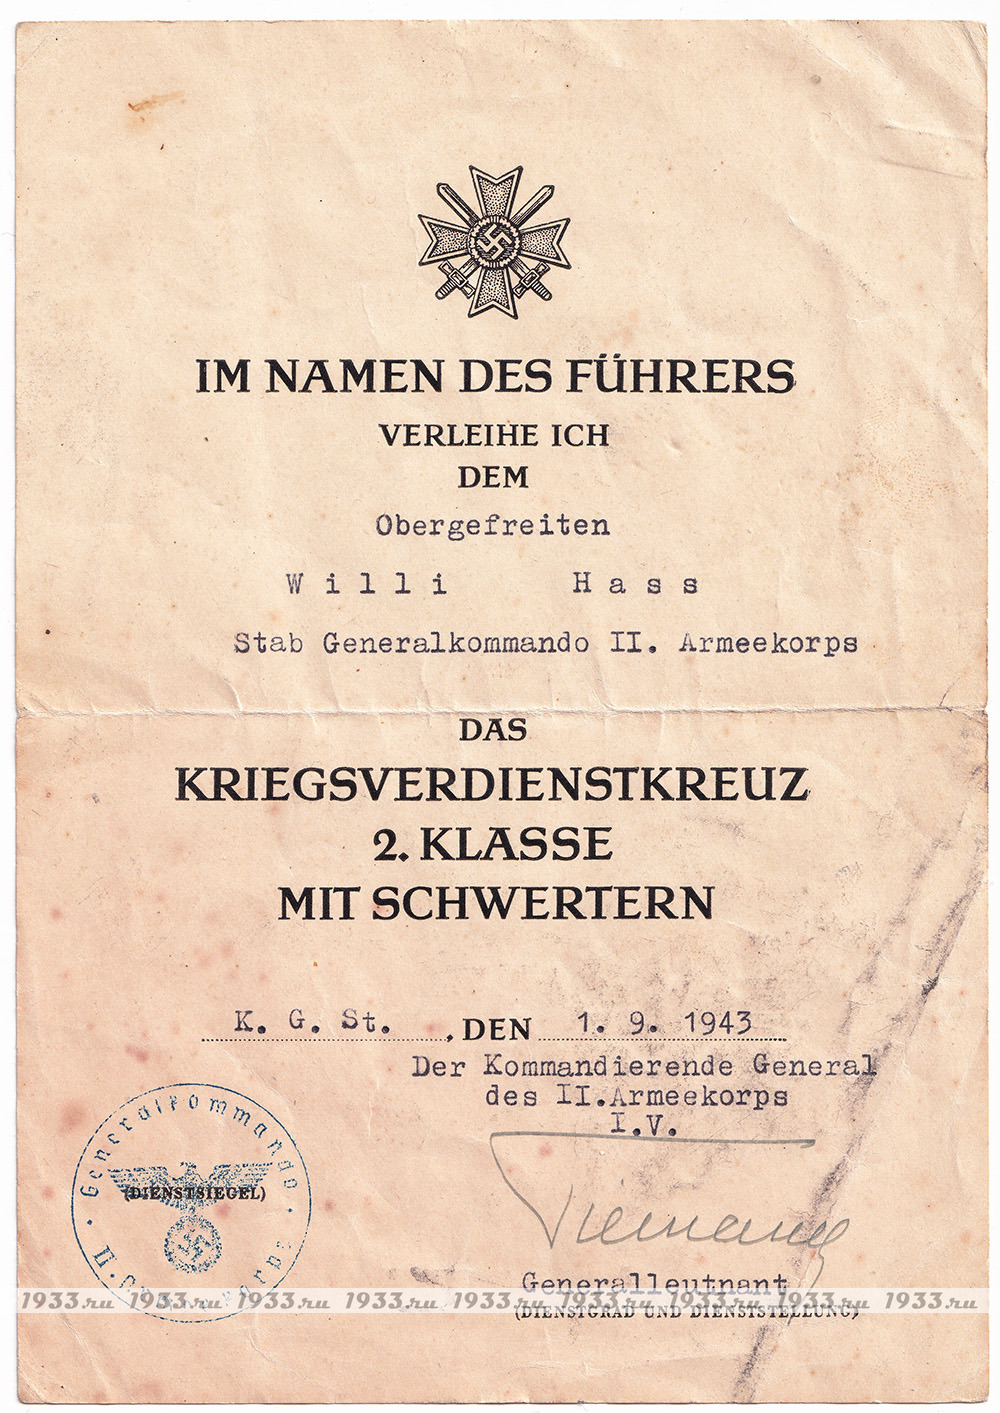 IM NAMEN DES FÜHRERS
VERLEIHE ICH
DEM
Obergefreiten
Willi Hass
Stab Generalkommando II. Armeekorps
DAS
KRIEGSVERDIENSTKREUZ
2. KLASSE
MIT SCHWERTERN
K. G. St. , DEN 1. 9. 1943
Der Kommandierende General
des II.Armeekorps
I.V.
Generalkommando
(DIENSTSIEGEL)
Generalleutnant
1933.ru 1933.ru 1933.ru 1933.ru 1933.ru 1933.ru 1933.ru 1933.ru 1933.ru
(DIENSTGRAD UND DIENSTSTELLUNG)